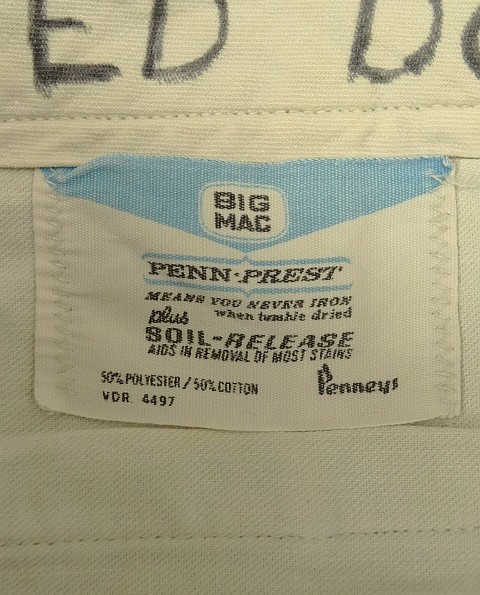 ED D
BIG
MAC
PENN·PREST
MEANS YOU NEVER IRON
when tumble dried
plus
SOIL-RELEASE
AIDS IN REMOVAL OF MOST STAINS
50% POLYESTER / 50% COTTON
Penneys
VDR 4497